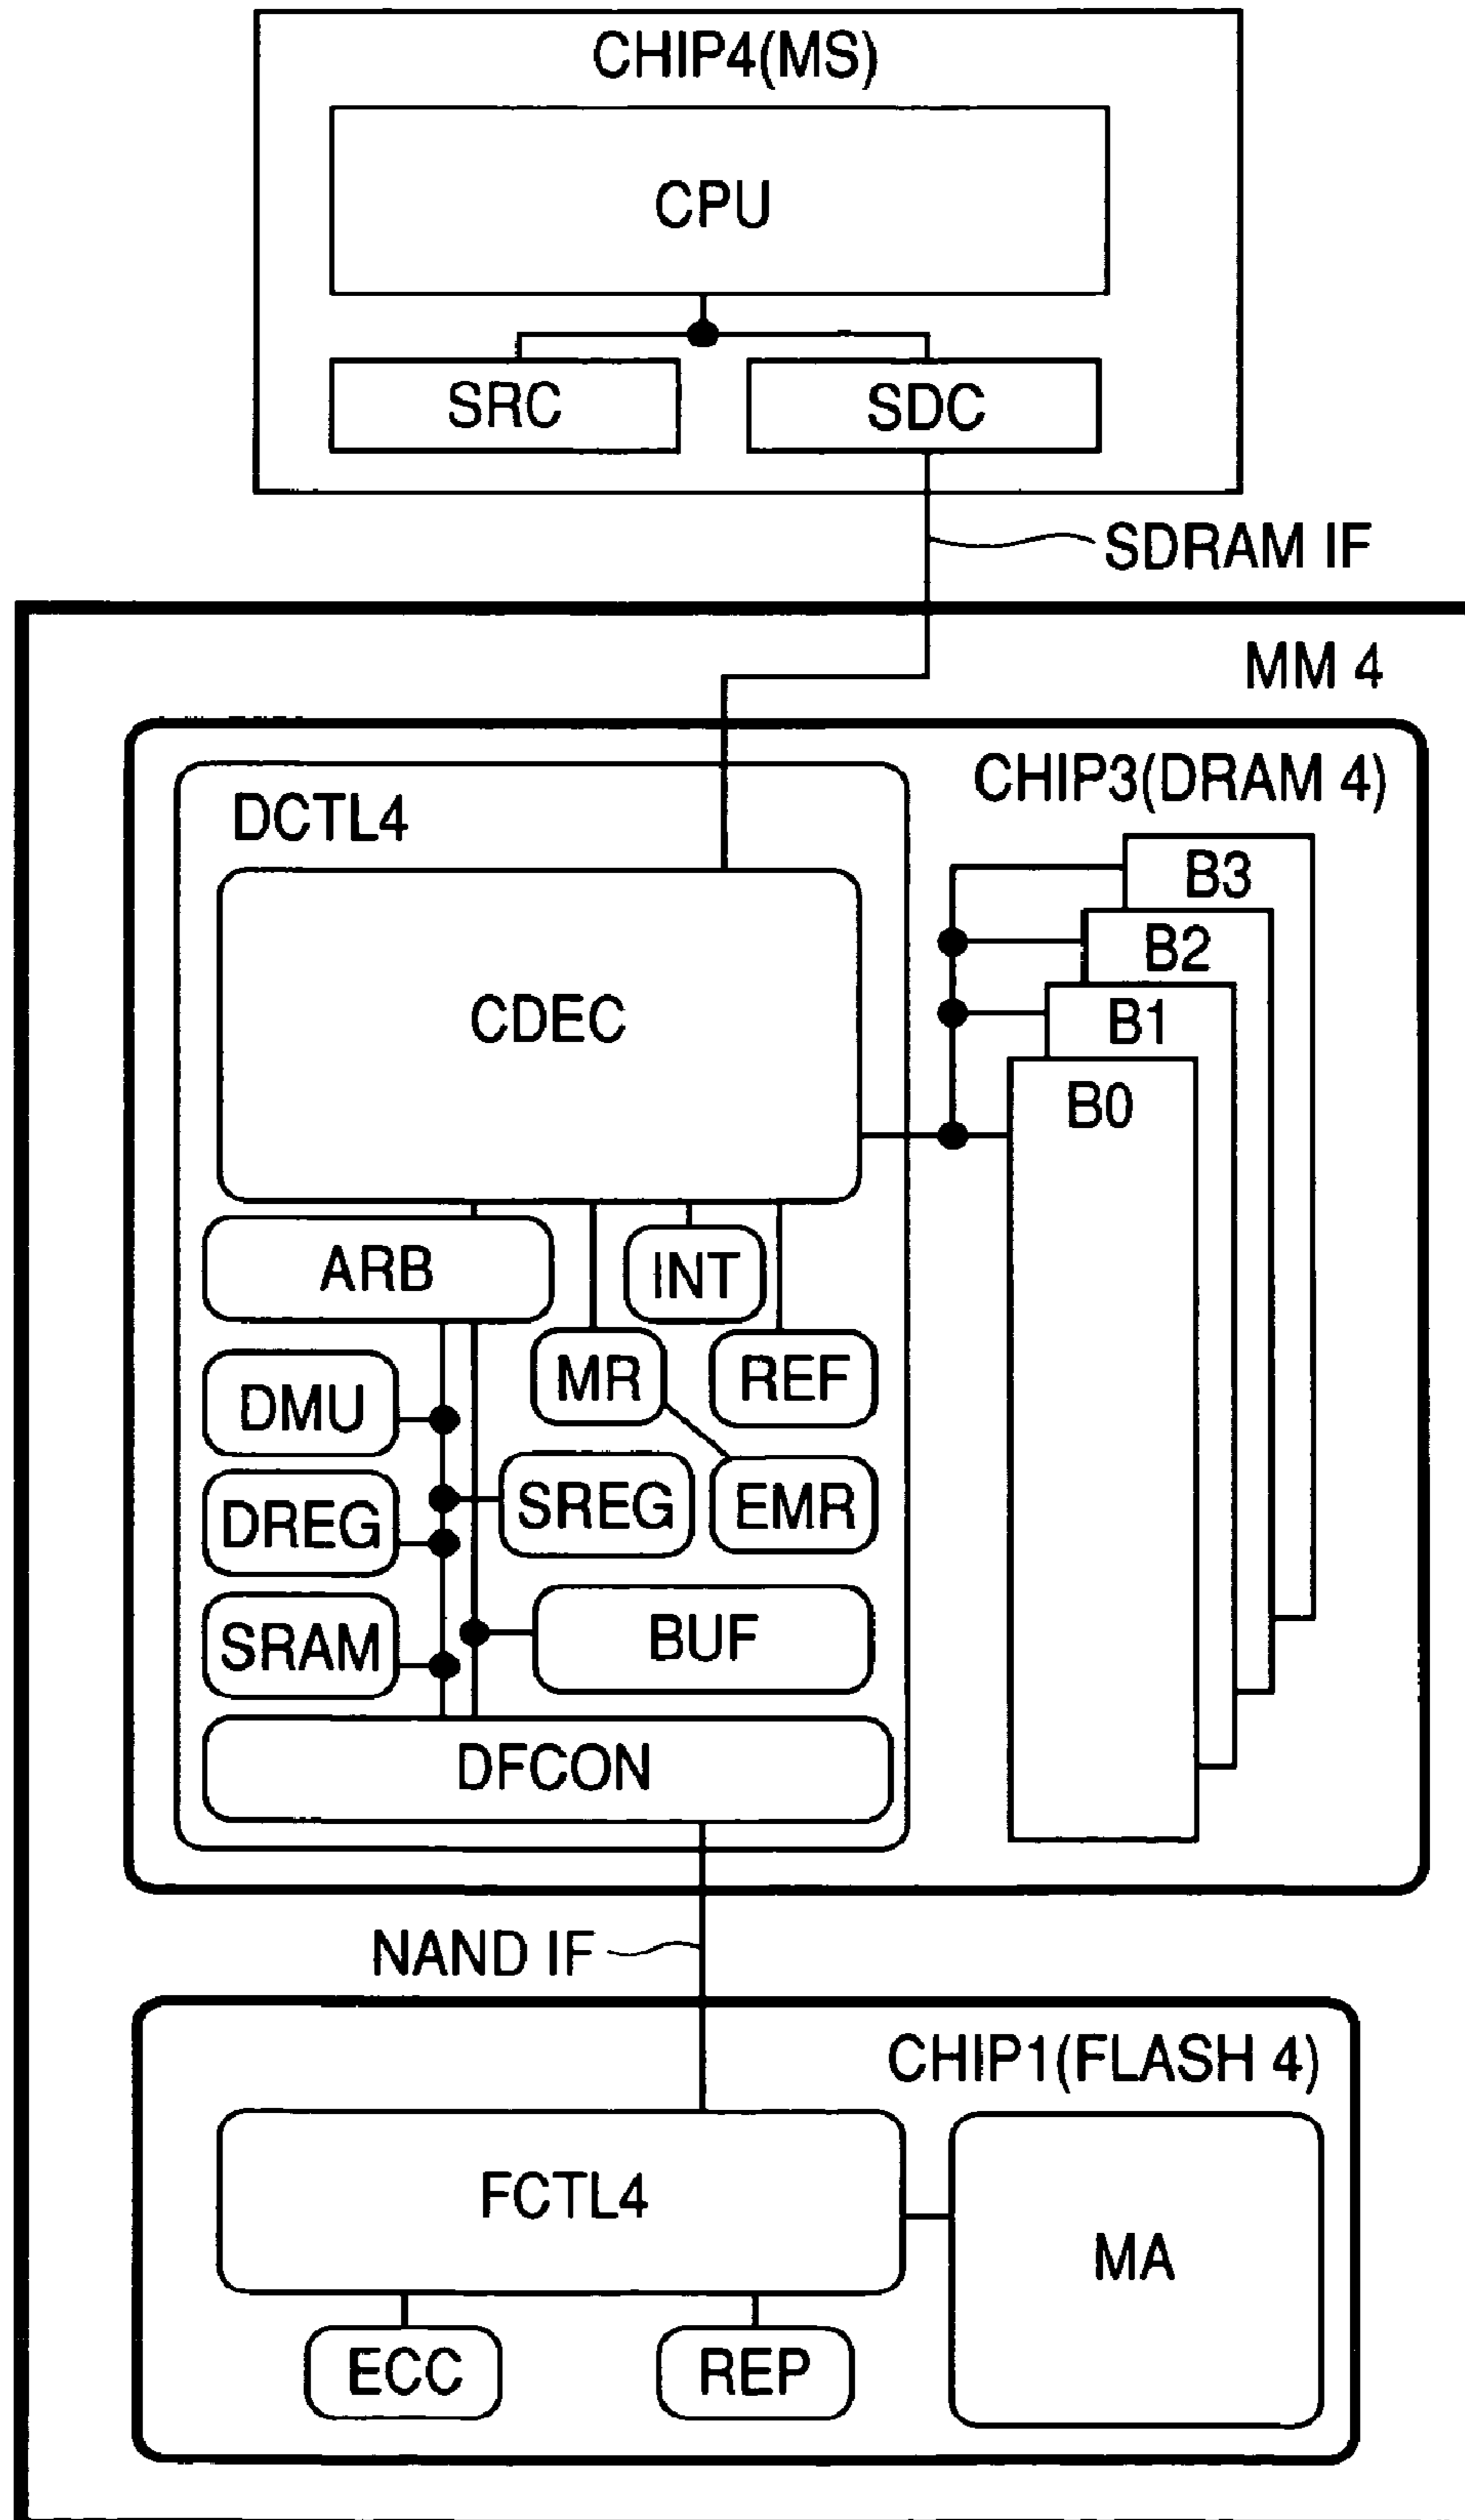 CHIP4(MS)
CPU
SRC
SDC
SDRAM IF
MM 4
CHIP3(DRAM 4)
DCTL4
B3
B2
B1
B0
CDEC
ARB
INT
MR
REF
DMU
DREG
SREG
EMR
SRAM
BUF
DFCON
NAND IF
CHIP1(FLASH 4)
FCTL4
MA
ECC
REP